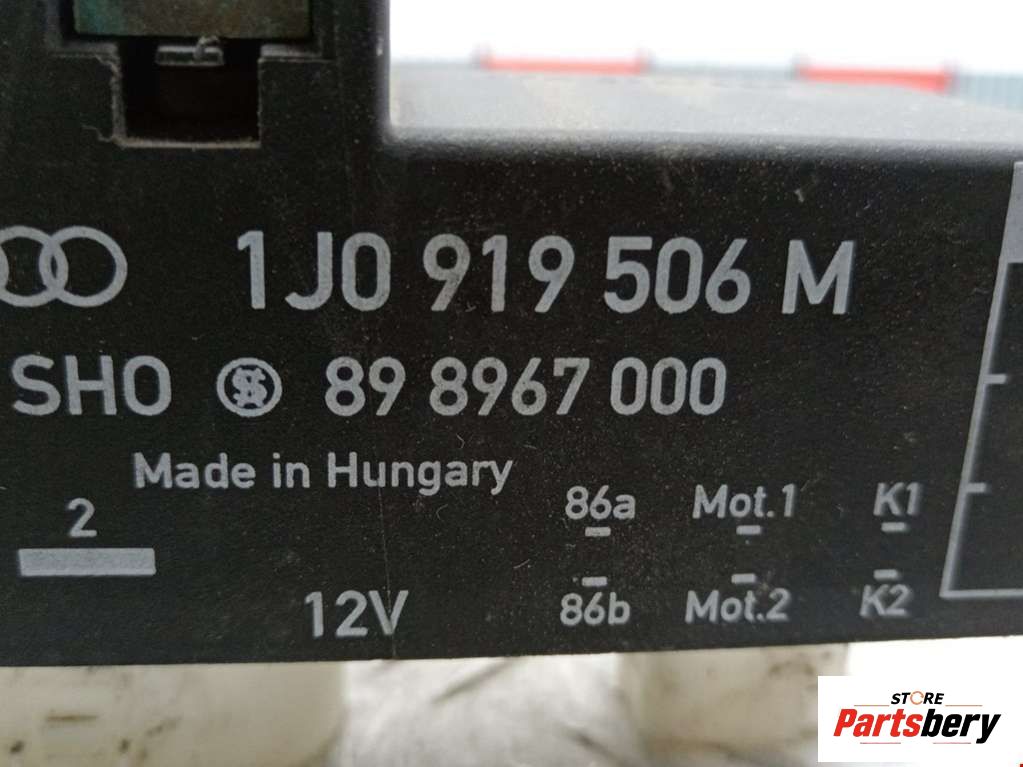 1J0 919 506 M
SHO 89 8967 000
Made in Hungary
2
12V
86a Mot.1 K1
86b Mot.2 K2
STORE
Partsbery